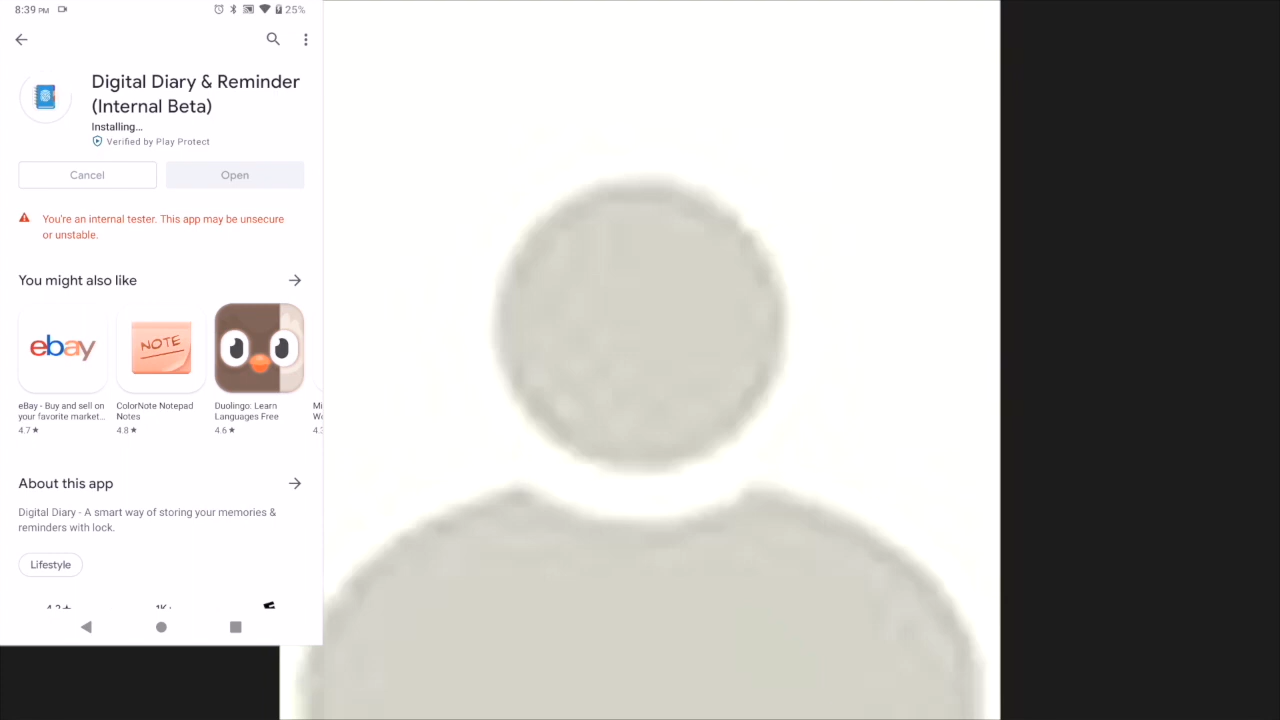 8:39 PM
25%
Digital Diary & Reminder
(Internal Beta)
Installing...
Verified by Play Protect
Cancel
Open
You're an internal tester. This app may be unsecure
or unstable.
You might also like
ebay
NOTE
eBay - Buy and sell on
your favorite market...
4.7★
ColorNote Notepad
Notes
4.8★
Duolingo: Learn
Languages Free
4.6★
About this app
Digital Diary - A smart way of storing your memories &
reminders with lock.
Lifestyle